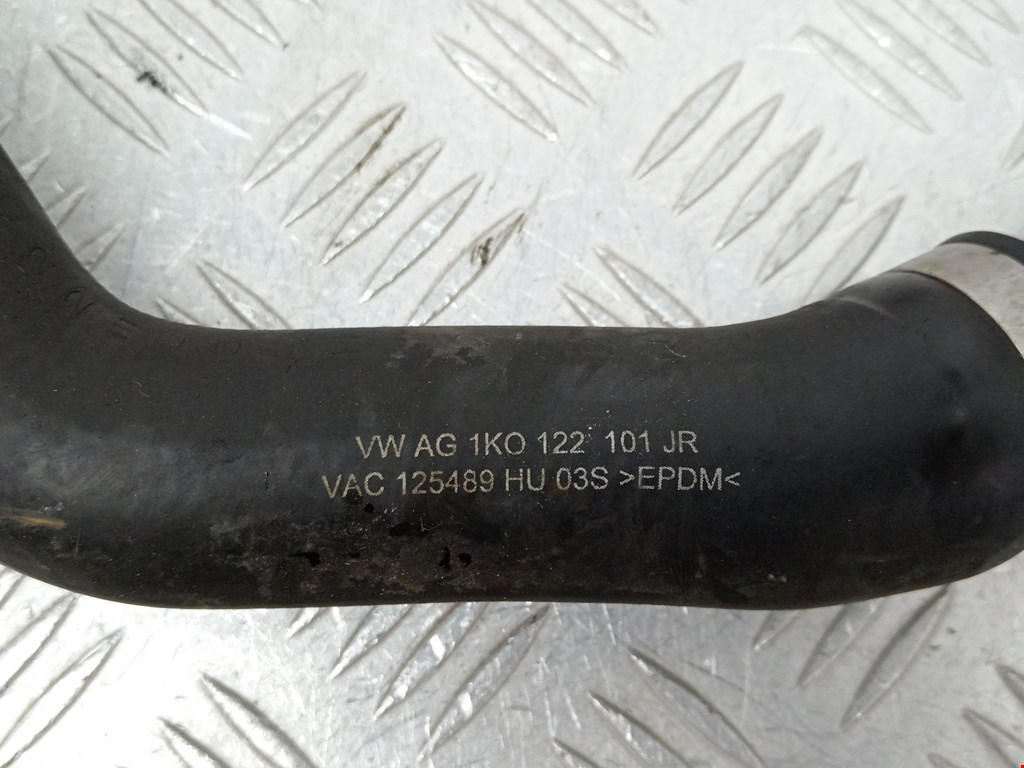 VW AG 1KO 122 101 JR
VAC 125489 HU 03S >EPDM<